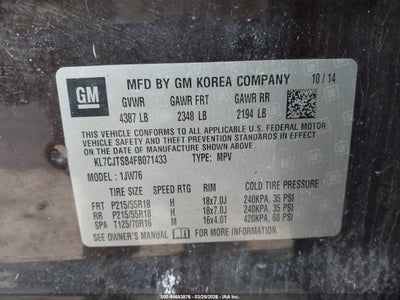 GM
MFD BY GM KOREA COMPANY 10/14
GVWR GAWR FRT GAWR RR
4387 LB 2348 LB 2194 LB
THIS VEHICLE CONFORMS TO ALL APPLICABLE U.S. FEDERAL MOTOR
VEHICLE SAFETY AND THEFT PREVENTION STANDARDS IN
EFFECT ON THE DATE OF MANUFACTURE SHOWN ABOVE.
KL7CJTSB4FB071433 TYPE: MPV
MODEL: 1JW76
TIRE SIZE SPEED RTG RIM COLD TIRE PRESSURE
FRT P215/55R18 H 18x7.0J 240KPA, 35 PSI
RR P215/55R18 H 18x7.0J 240KPA, 35 PSI
SPA T125/70R16 M 16x4.0T 420KPA, 60 PSI
SEE OWNER'S MANUAL FOR MORE INFORMATION.